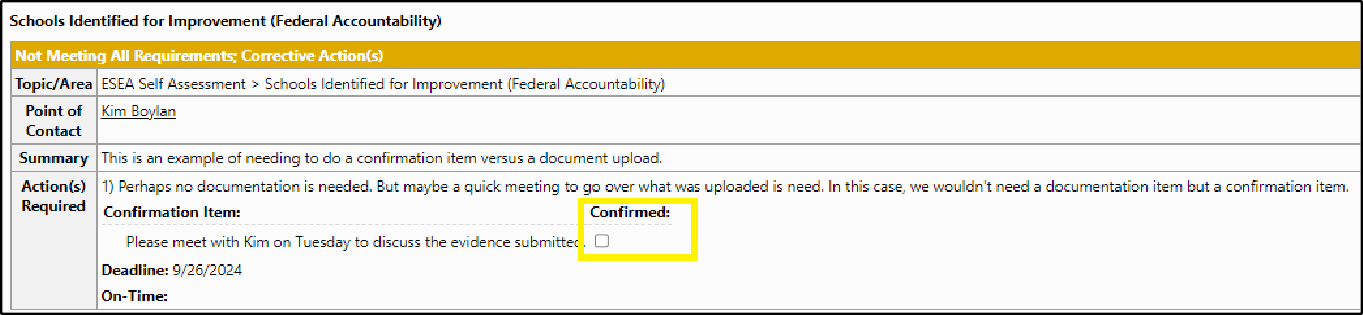 Schools Identified for Improvement (Federal Accountability)
Not Meeting All Requirements; Corrective Action(s)
Topic/Area ESEA Self Assessment > Schools Identified for Improvement (Federal Accountability)
Point of Contact Kim Boylan
Summary This is an example of needing to do a confirmation item versus a document upload.
Action(s) Required 1) Perhaps no documentation is needed. But maybe a quick meeting to go over what was uploaded is need. In this case, we wouldn't need a documentation item but a confirmation item.
Confirmation Item: Confirmed:
Please meet with Kim on Tuesday to discuss the evidence submitted.
Deadline: 9/26/2024
On-Time: